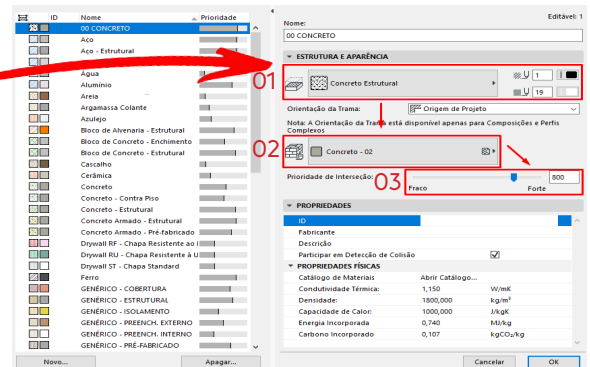 ID Nome Prioridade
00 CONCRETO
Aço
Aço - Estrutural
Água
Alumínio
Areia
Argamassa Colante
Azulejo
Bloco de Alvenaria - Estrutural
Bloco de Concreto - Enchimento
Bloco de Concreto - Estrutural
Cascalho
Cerâmica
Concreto
Concreto - Contra Piso
Concreto - Estrutural
Concreto Armado - Estrutural
Concreto Armado - Pré-fabricado
Drywall RF - Chapa Resistente ao
Drywall RU - Chapa Resistente à U
Drywall ST - Chapa Standard
Ferro
GENÉRICO - COBERTURA
GENÉRICO - ESTRUTURAL
GENÉRICO - ISOLAMENTO
GENÉRICO - PREENCH. EXTERNO
GENÉRICO - PREENCH. INTERNO
GENÉRICO - PRÉ-FABRICADO
Novo... Apagar...
Editável: 1
Nome:
00 CONCRETO
ESTRUTURA E APARÊNCIA
01
Concreto Estrutural
1
19
Orientação da Trama: Origem de Projeto
Nota: A Orientação da Trama está disponível apenas para Composições e Perfis
Complexos
02
Concreto - 02
Prioridade de Interseção: 03 800
Fraco Forte
PROPRIEDADES
ID
Fabricante
Descrição
Participar em Detecção de Colisão
PROPRIEDADES FÍSICAS
Catálogo de Materiais Abrir Catálogo...
Condutividade Térmica: 1,150 W/mK
Densidade: 1800,000 kg/m³
Capacidade de Calor: 1000,000 J/kgK
Energia Incorporada 0,740 MJ/kg
Carbono Incorporado 0,107 kgCO₂/kg
Cancelar OK